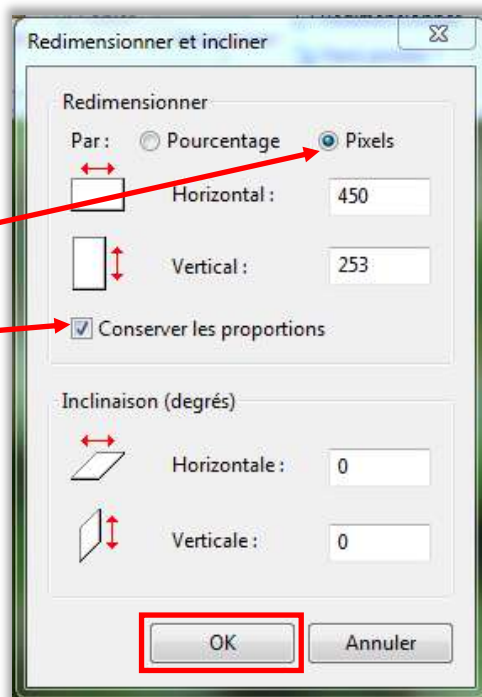 Redimensionner et incliner
Redimensionner
Par : Pourcentage Pixels
Horizontal : 450
Vertical : 253
Conserver les proportions
Inclinaison (degrés)
Horizontale : 0
Verticale : 0
OK Annuler